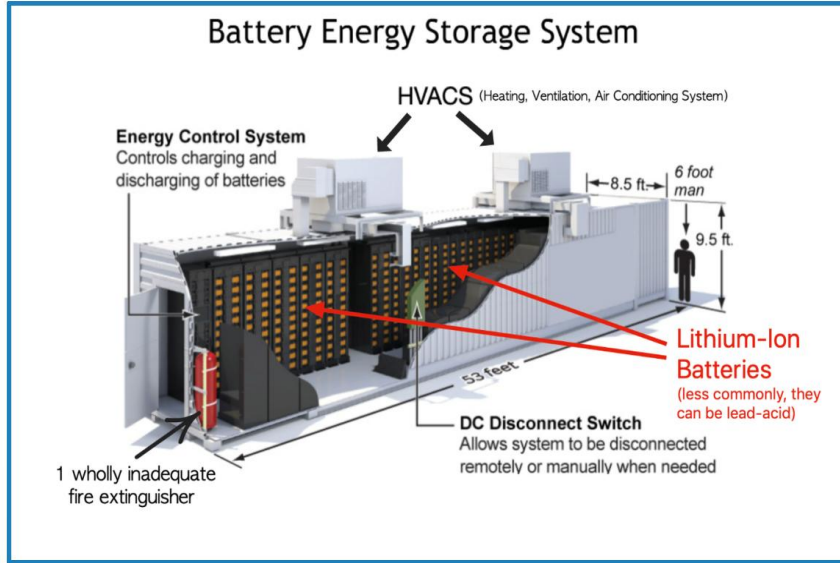 Battery Energy Storage System
HVACS (Heating, Ventilation, Air Conditioning System)
Energy Control System
Controls charging and
discharging of batteries
8.5 ft.
6 foot
man
9.5 ft.
Lithium-Ion
Batteries
(less commonly, they
can be lead-acid)
53 feet
DC Disconnect Switch
Allows system to be disconnected
remotely or manually when needed
1 wholly inadequate
fire extinguisher